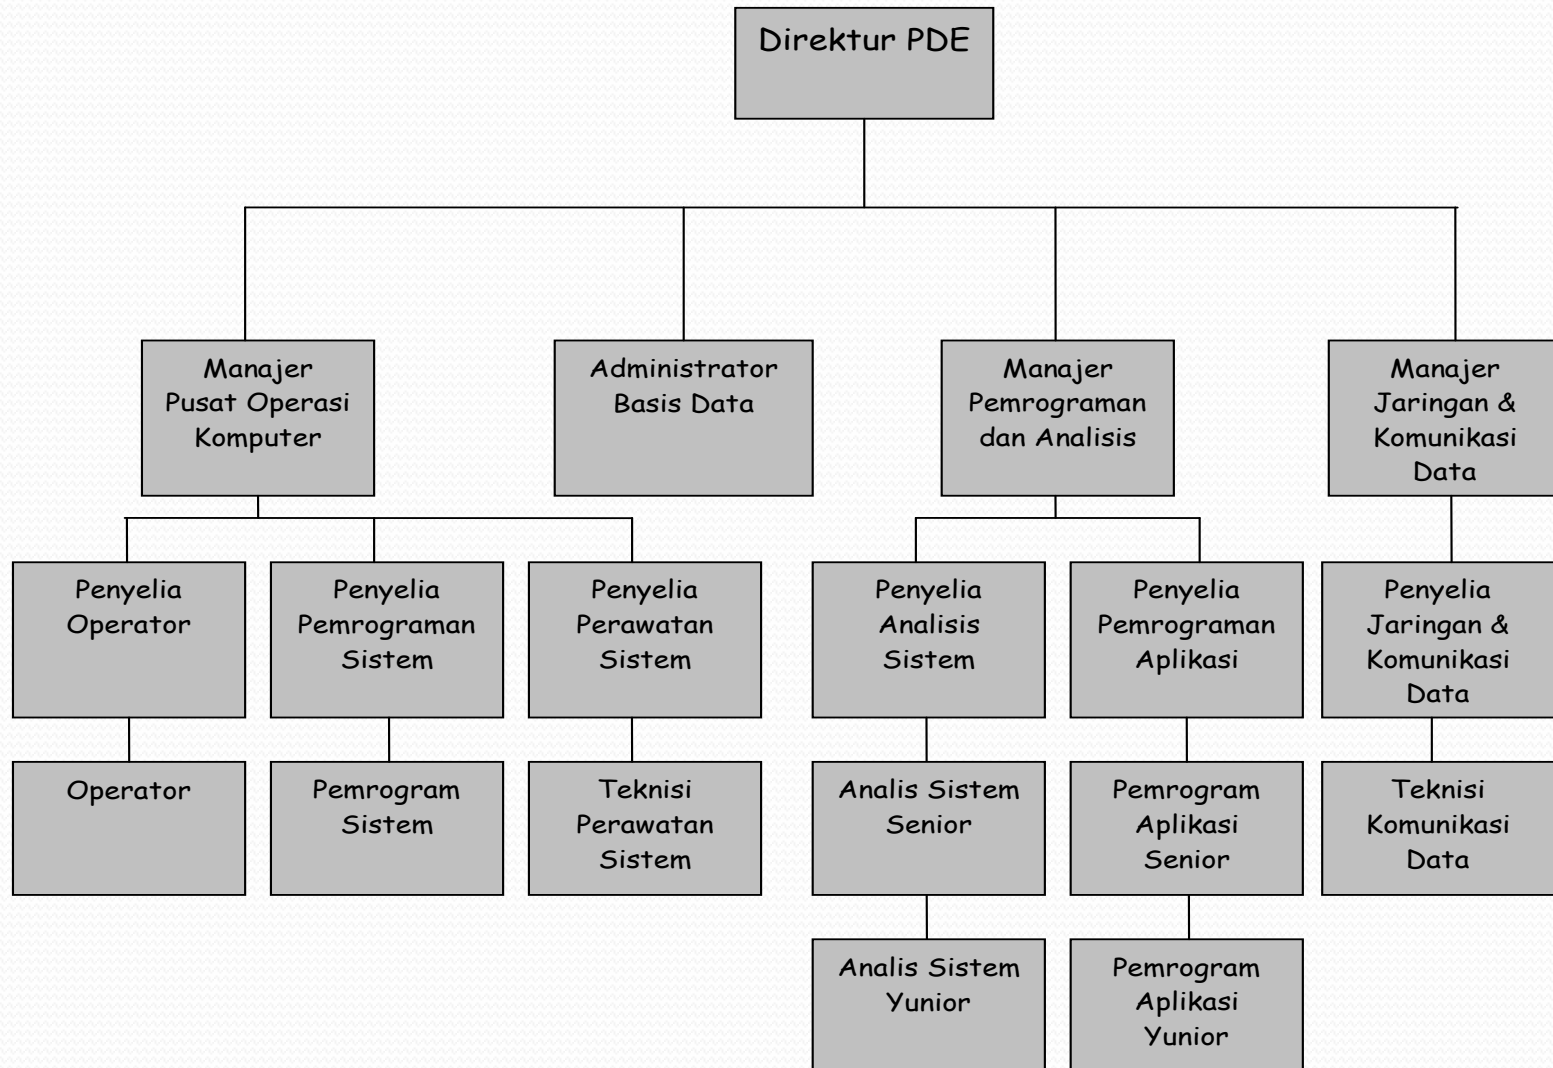 Direktur PDE
Manajer
Pusat Operasi
Komputer
Administrator
Basis Data
Manajer
Pemrograman
dan Analisis
Manajer
Jaringan &
Komunikasi
Data
Penyelia
Operator
Penyelia
Pemrograman
Sistem
Penyelia
Perawatan
Sistem
Penyelia
Analisis
Sistem
Penyelia
Pemrograman
Aplikasi
Penyelia
Jaringan &
Komunikasi
Data
Operator
Pemrogram
Sistem
Teknisi
Perawatan
Sistem
Analis Sistem
Senior
Pemrogram
Aplikasi
Senior
Teknisi
Komunikasi
Data
Analis Sistem
Yunior
Pemrogram
Aplikasi
Yunior